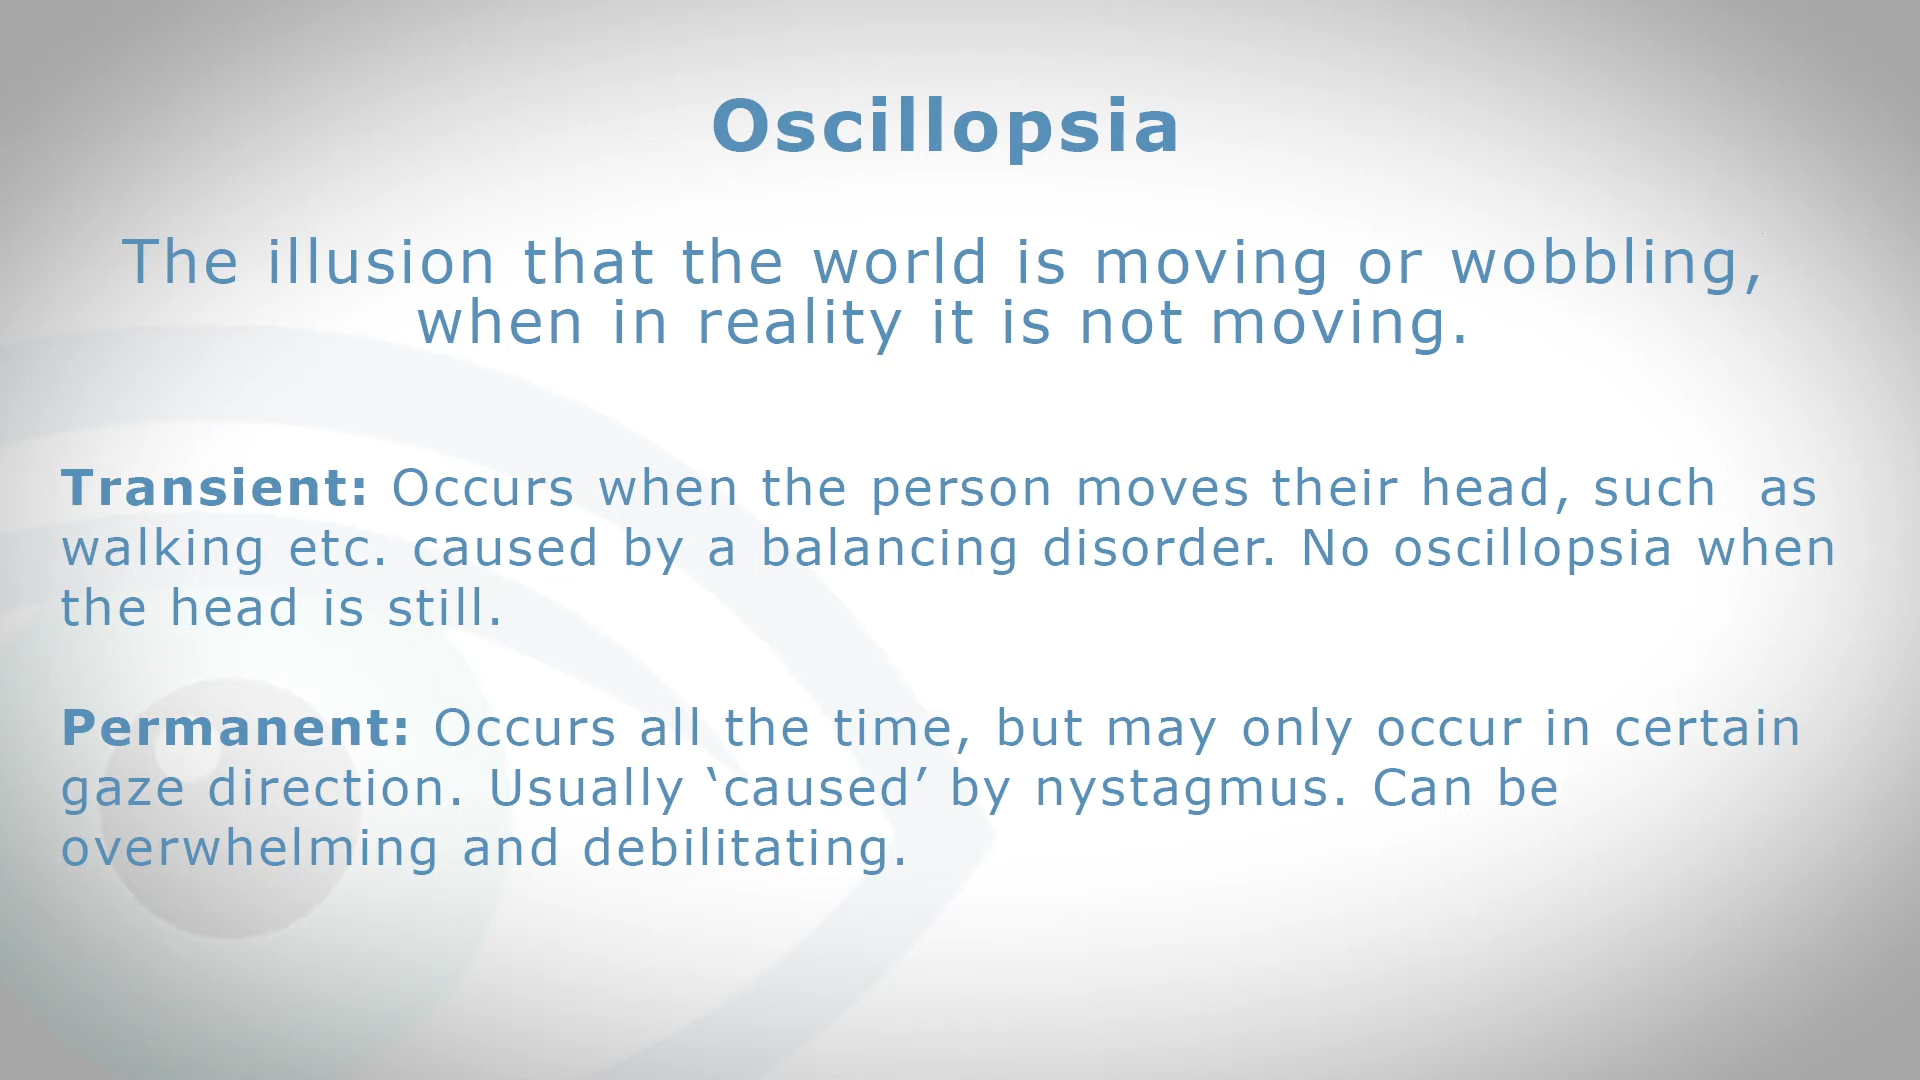 Oscillopsia
The illusion that the world is moving or wobbling,
when in reality it is not moving.
Transient: Occurs when the person moves their head, such  as
walking etc. caused by a balancing disorder. No oscillopsia when
the head is still.
Permanent: Occurs all the time, but may only occur in certain
gaze direction. Usually ‘caused’ by nystagmus. Can be
overwhelming and debilitating.